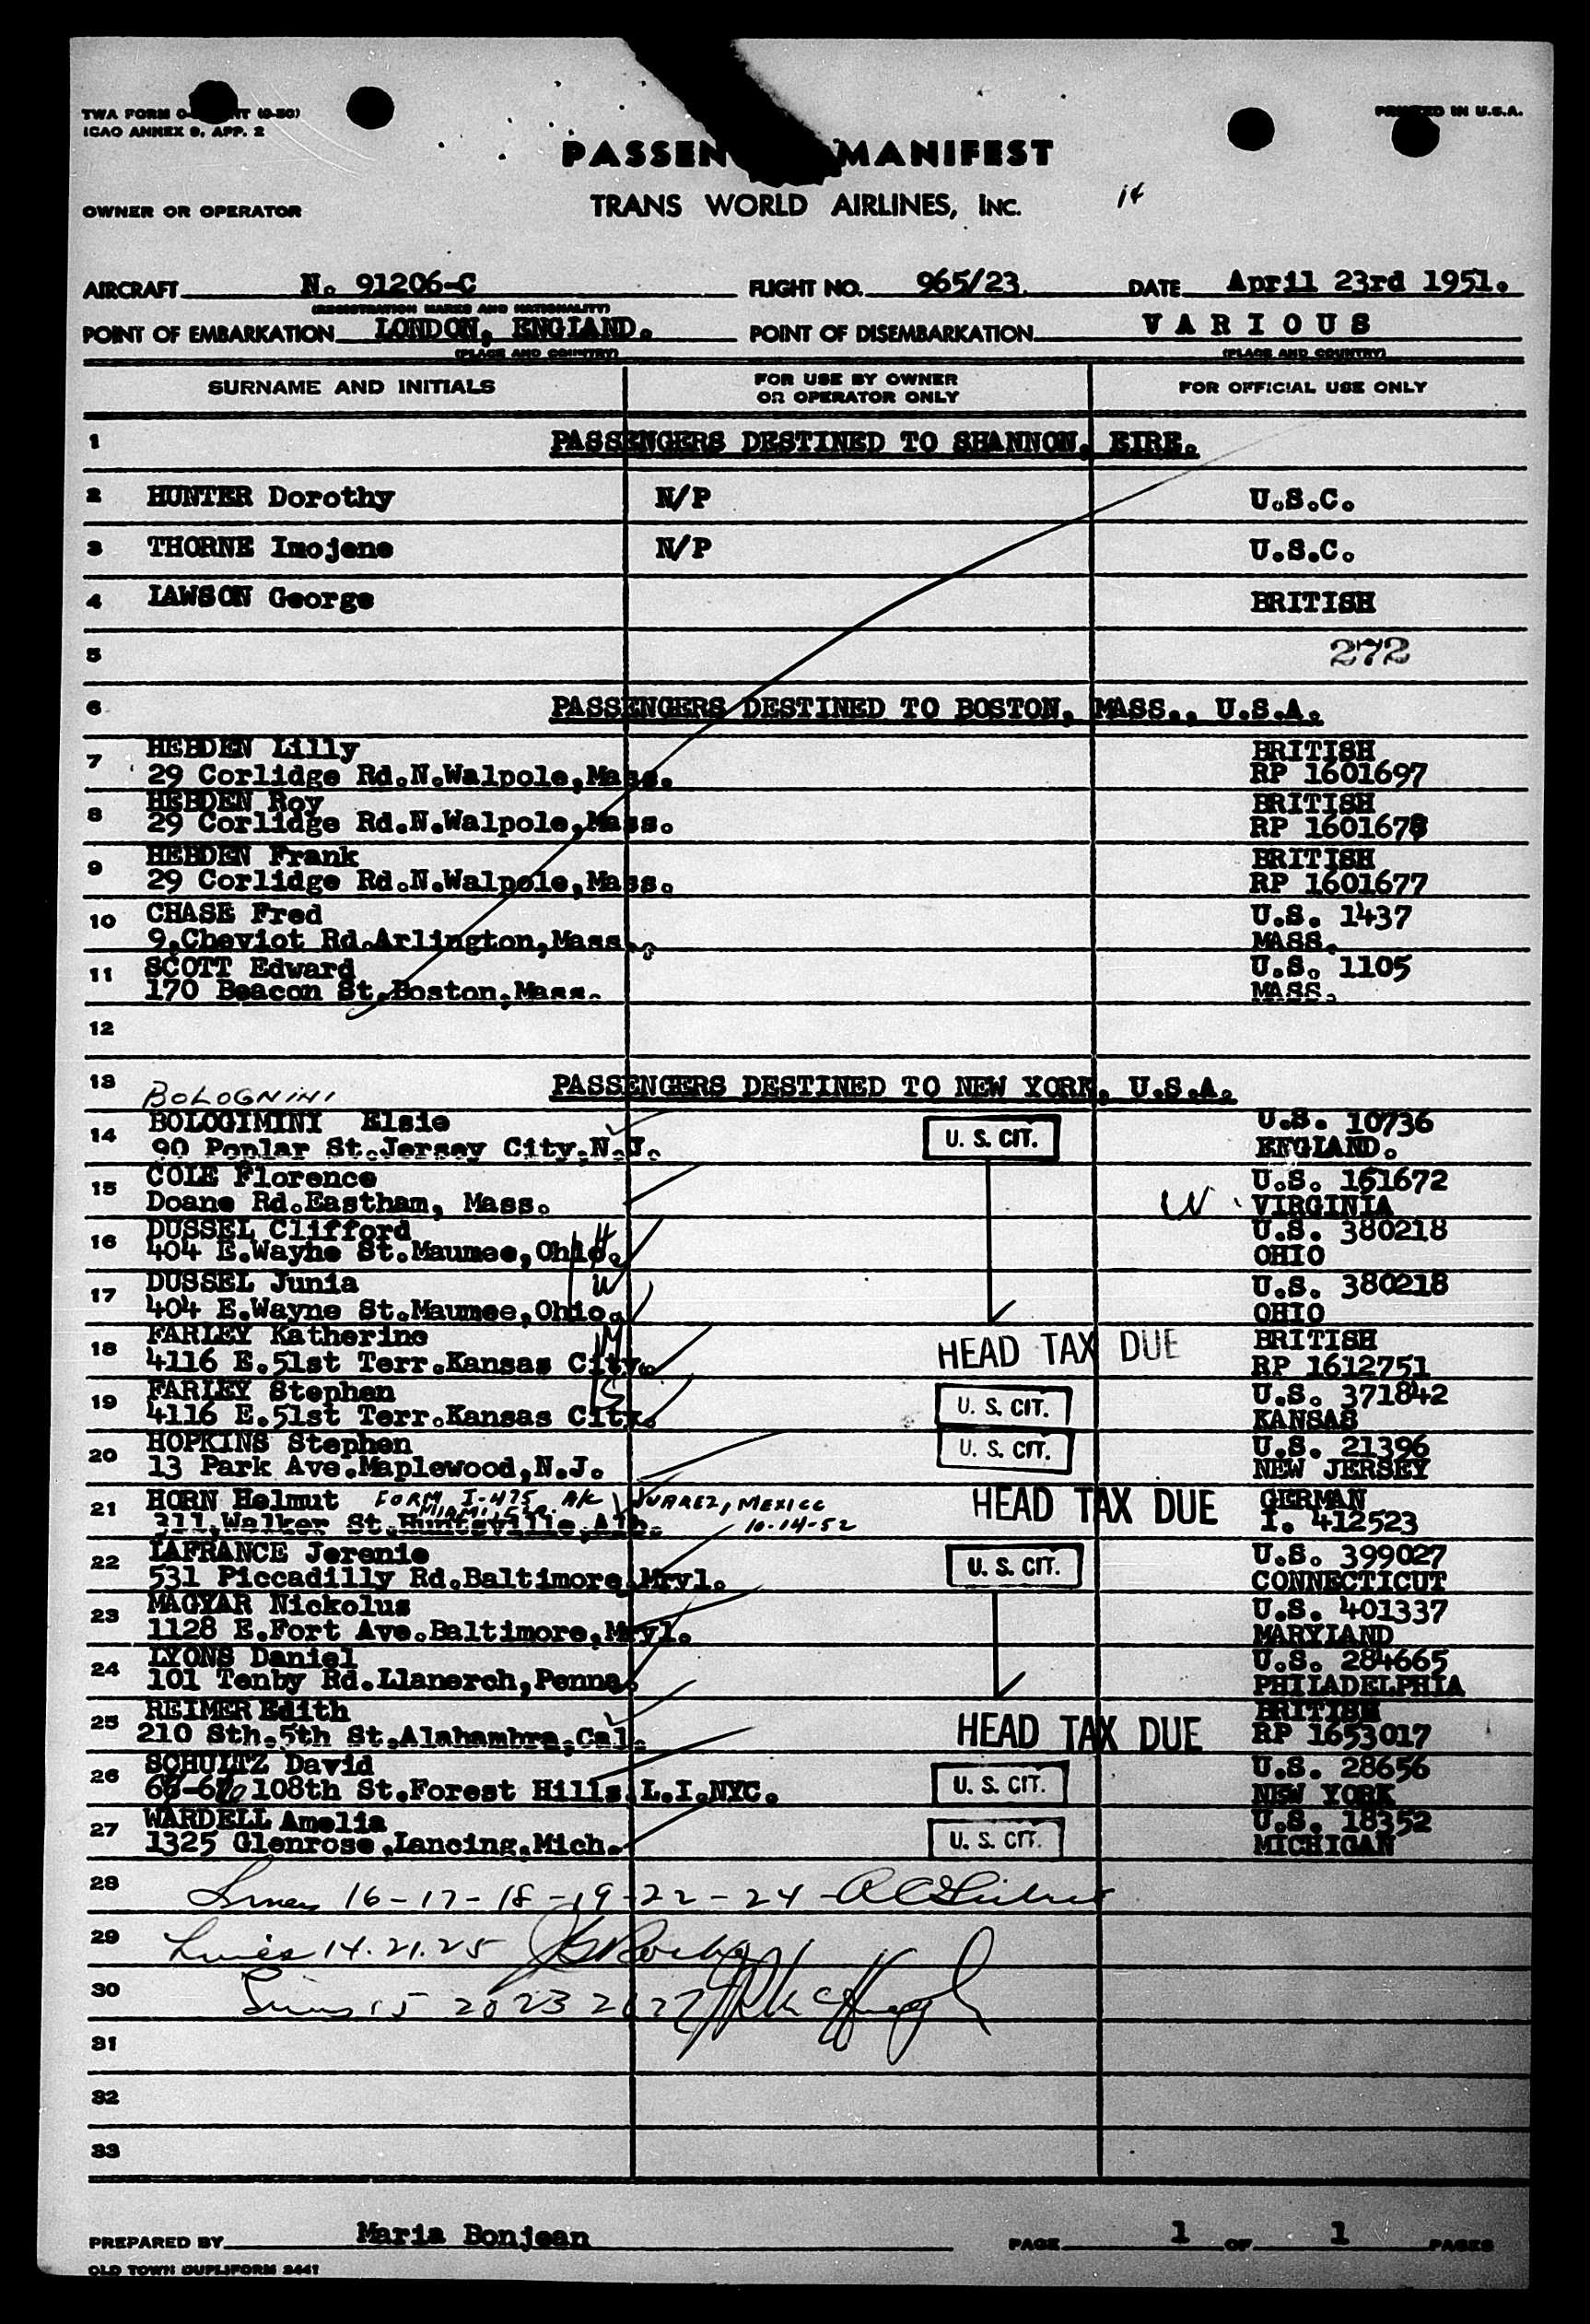 TWA FORM O- NT (9-50)
ICAO ANNEX 9, APP. 2
PRINTED IN U.S.A.
PASSEN MANIFEST
OWNER OR OPERATOR
TRANS WORLD AIRLINES, INC.
14
AIRCRAFT N. 91206-C FLIGHT NO. 965/23 DATE April 23rd 1951.
(REGISTRATION MARKS AND NATIONALITY)
POINT OF EMBARKATION LONDON, ENGLAND. POINT OF DISEMBARKATION VARIOUS
(PLACE AND COUNTRY) (PLACE AND COUNTRY)
SURNAME AND INITIALS FOR USE BY OWNER OR OPERATOR ONLY FOR OFFICIAL USE ONLY
1 PASSENGERS DESTINED TO SHANNON, EIRE.
2 HUNTER Dorothy N/P U.S.C.
3 THORNE Imojene N/P U.S.C.
4 LAWSON George BRITISH
5 272
6 PASSENGERS DESTINED TO BOSTON, MASS., U.S.A.
7 HEBDEN Lilly BRITISH
29 Corlidge Rd.N.Walpole,Mass. RP 1601697
8 HEBDEN Roy BRITISH
29 Corlidge Rd.N.Walpole,Mass. RP 1601678
9 HEBDEN Frank BRITISH
29 Corlidge Rd.N.Walpole,Mass. RP 1601677
10 CHASE Fred U.S. 1437
9,Cheviot Rd.Arlington,Mass. MASS.
11 SCOTT Edward U.S. 1105
170 Beacon St.Boston.Mass. MASS.
12
13 BOLOGNINI PASSENGERS DESTINED TO NEW YORK, U.S.A.
14 BOLOGIMINI Elsie U. S. CIT. U.S. 10736
90 Poplar St.Jersey City.N.J. ENGLAND.
15 COLE Florence U.S. 161672
Doane Rd.Eastham, Mass. W VIRGINIA
16 DUSSEL Clifford H U.S. 380218
404 E.Wayne St.Maumee,Ohio. OHIO
17 DUSSEL Junia W U.S. 380218
404 E.Wayne St.Maumee,Ohio. OHIO
18 FARLEY Katherine M HEAD TAX DUE BRITISH
4116 E.51st Terr.Kansas City. RP 1612751
19 FARLEY Stephen S U. S. CIT. U.S. 371842
4116 E.51st Terr.Kansas City. KANSAS
20 HOPKINS Stephen U. S. CIT. U.S. 21396
13 Park Ave.Maplewood,N.J. NEW JERSEY
21 HORN Helmut FORM I-475 JUAREZ, MEXICO HEAD TAX DUE GERMAN
311,Walker St.Huntsville,Alb. 10-14-52 I. 412523
22 LAFRANCE Jerenie U. S. CIT. U.S. 399027
531 Piccadilly Rd.Baltimore,Mryl. CONNECTICUT
23 MAGYAR Nickolus U.S. 401337
1128 E.Fort Ave.Baltimore,Mryl. MARYLAND
24 LYONS Daniel U.S. 284665
101 Tenby Rd.Llanerch,Penna. PHILADELPHIA
25 REIMER Edith BRITISH
210 Sth.5th St.Alahambra,Cal. HEAD TAX DUE RP 1653017
26 SCHULTZ David U. S. CIT. U.S. 28656
108th St.Forest Hills L.I.NYC. NEW YORK
27 WARDELL Amelia U. S. CIT. U.S. 18352
1325 Glenrose,Lancing.Mich. MICHIGAN
28 Lines 16-17-18-19-22-24
29 Lines 14.21.25
30 Lines 15 20 23 26 27
31
32
33
PREPARED BY Maria Bonjean PAGE 1 OF 1 PAGES
OLD TOWN DUPLIFORM 2441